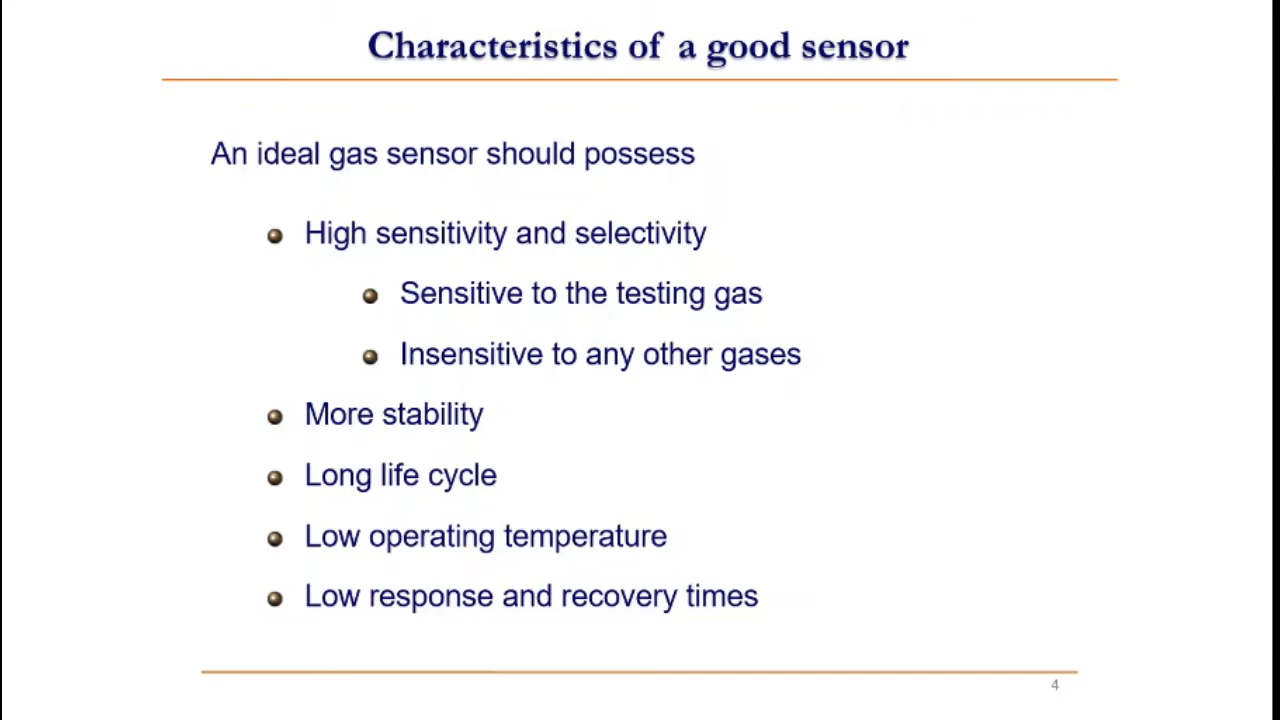 Characteristics of a good sensor
An ideal gas sensor should possess
High sensitivity and selectivity
Sensitive to the testing gas
Insensitive to any other gases
More stability
Long life cycle
Low operating temperature
Low response and recovery times
4